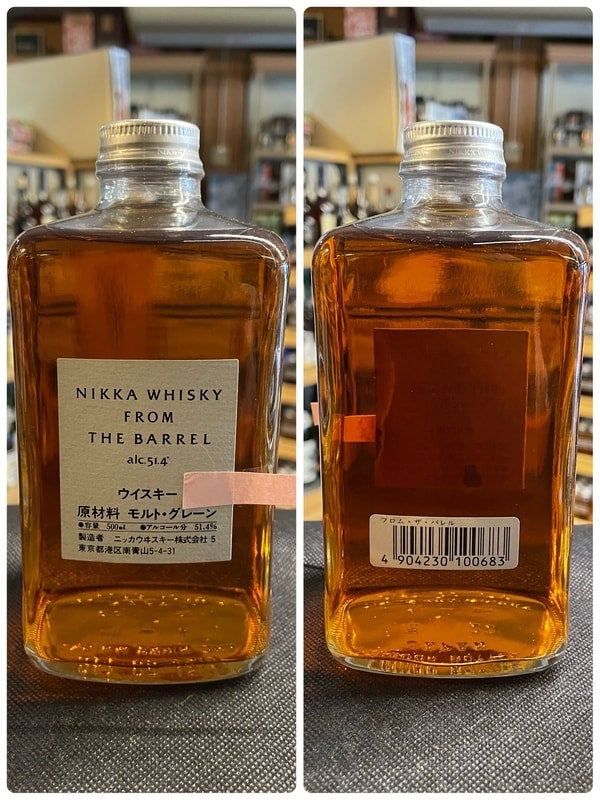 NIKKA WHISKY
FROM
THE BARREL
alc.51.4°
ウイスキー
原材料 モルト・グレーン
●容量 500ml ●アルコール分 51.4%
製造者 ニッカウヰスキー株式会社 5
東京都港区南青山5-4-31
フロム・ザ・バレル
4 904230 100683